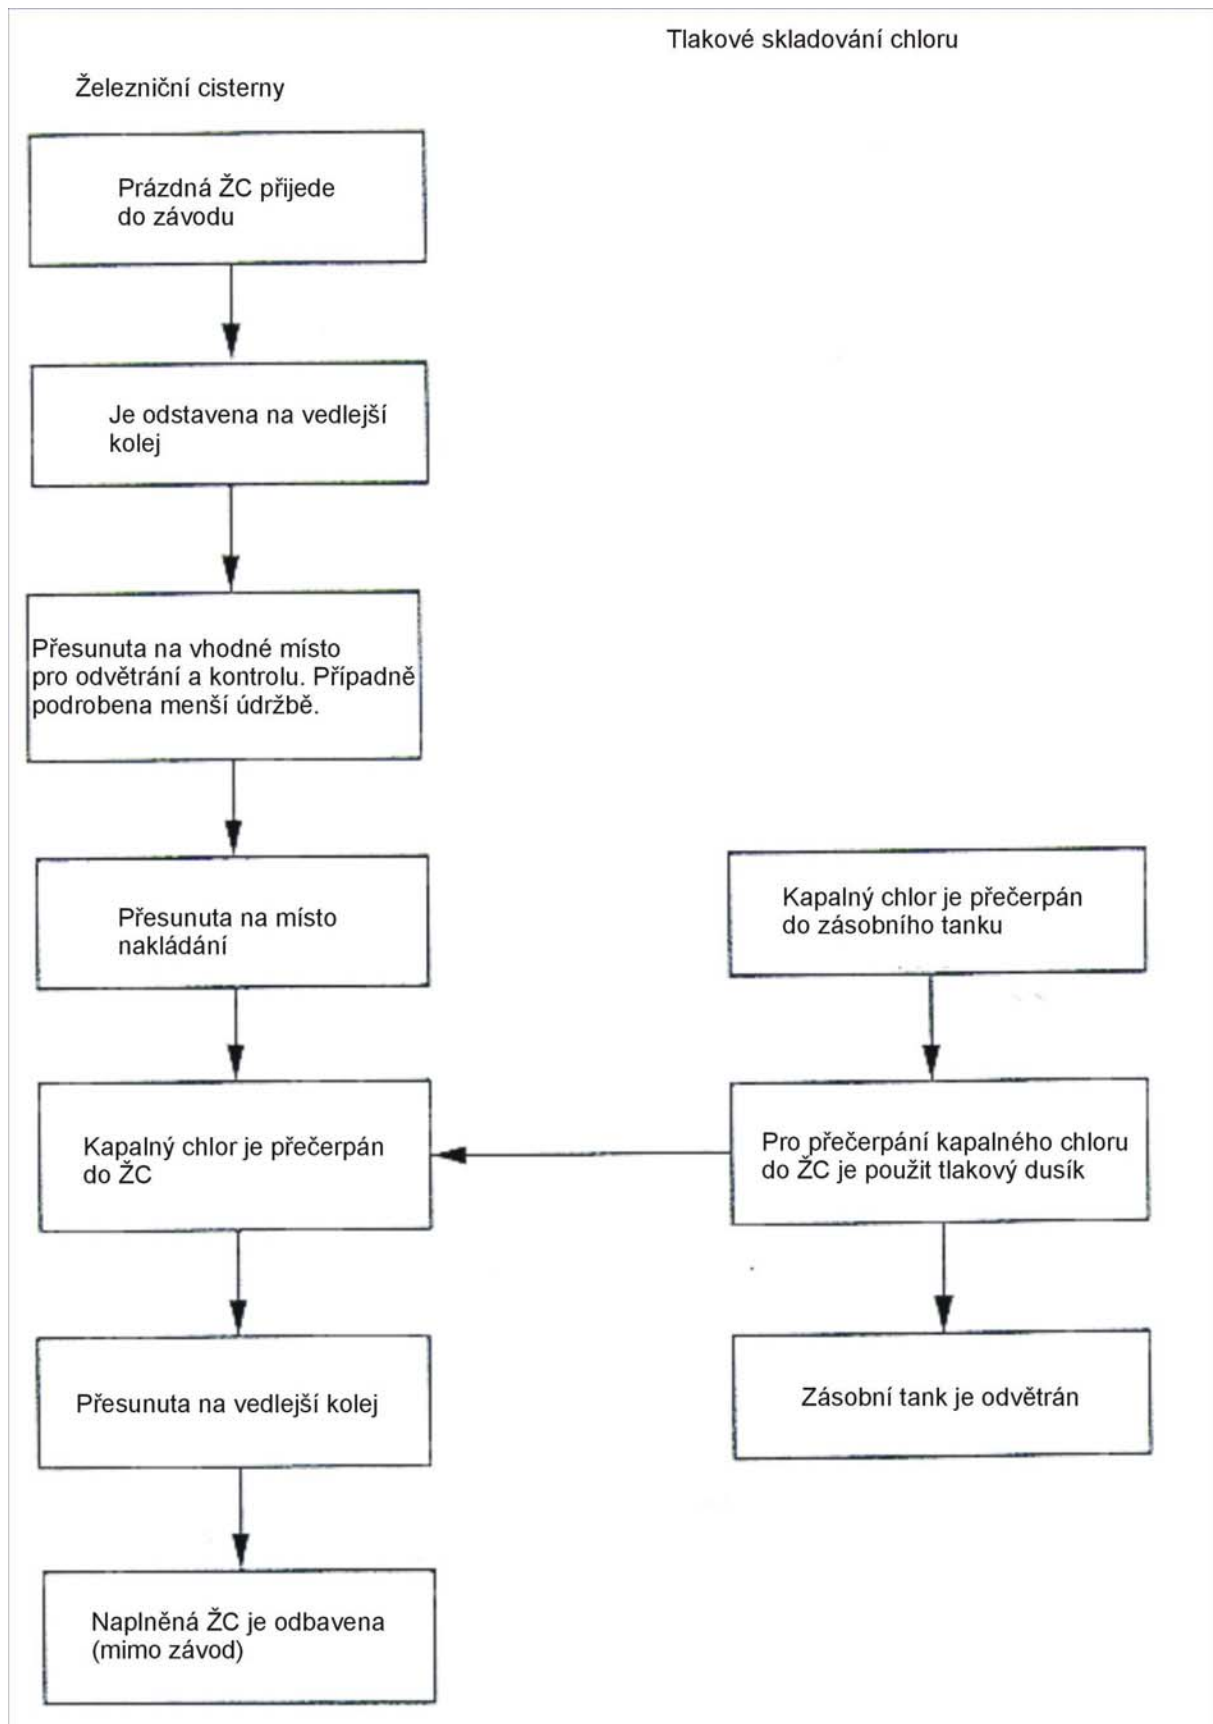 Tlakové skladování chloru
Železniční cisterny
Prázdná ŽC přijede
do závodu
Je odstavena na vedlejší
kolej
Přesunuta na vhodné místo
pro odvětrání a kontrolu. Případně
podrobena menší údržbě.
Přesunuta na místo
nakládání
Kapalný chlor je přečerpán
do ŽC
Přesunuta na vedlejší kolej
Naplněná ŽC je odbavena
(mimo závod)
Kapalný chlor je přečerpán
do zásobního tanku
Pro přečerpání kapalného chloru
do ŽC je použit tlakový dusík
Zásobní tank je odvětrán